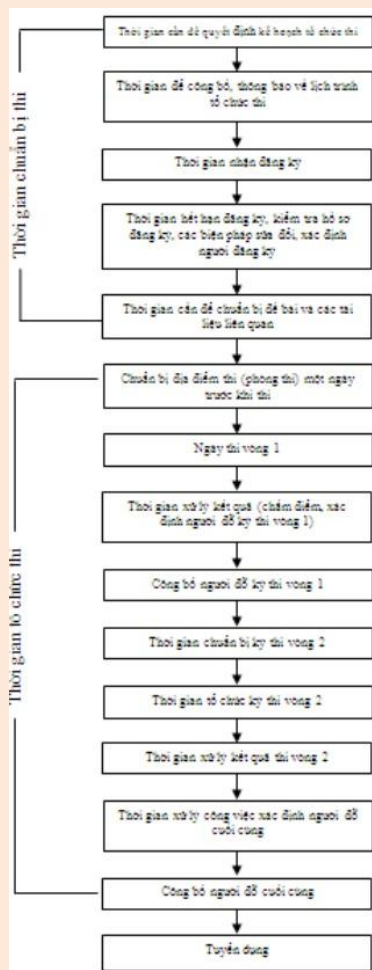 Thời gian chuẩn bị thi
Thời gian cần để quyết định kế hoạch tổ chức thi
Thời gian để công bố, thông báo về lịch trình
tổ chức thi
Thời gian nhận đăng ký
Thời gian hết hạn đăng ký, kiểm tra hồ sơ
đăng ký, các biện pháp sửa đổi, xác định
người đăng ký
Thời gian cần để chuẩn bị đề bài và các tài
liệu liên quan
Thời gian tổ chức thi
Chuẩn bị địa điểm thi (phòng thi) một ngày
trước khi thi
Ngày thi vòng 1
Thời gian xử lý kết quả (chấm điểm, xác
định người đỗ kỳ thi vòng 1)
Công bố người đỗ kỳ thi vòng 1
Thời gian chuẩn bị kỳ thi vòng 2
Thời gian tổ chức kỳ thi vòng 2
Thời gian xử lý kết quả thi vòng 2
Thời gian xử lý công việc xác định người đỗ
cuối cùng
Công bố người đỗ cuối cùng
Tuyển dụng